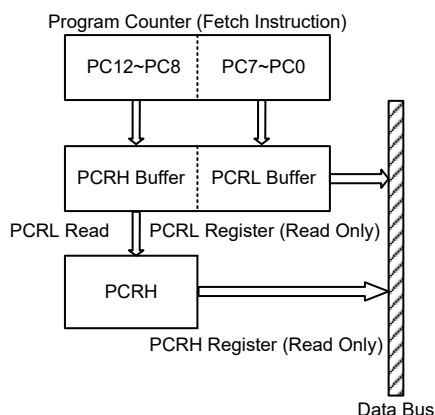 Program Counter (Fetch Instruction)
PC12~PC8 PC7~PC0
PCRH Buffer PCRL Buffer
PCRL Read PCRL Register (Read Only)
PCRH
PCRH Register (Read Only)
Data Bus